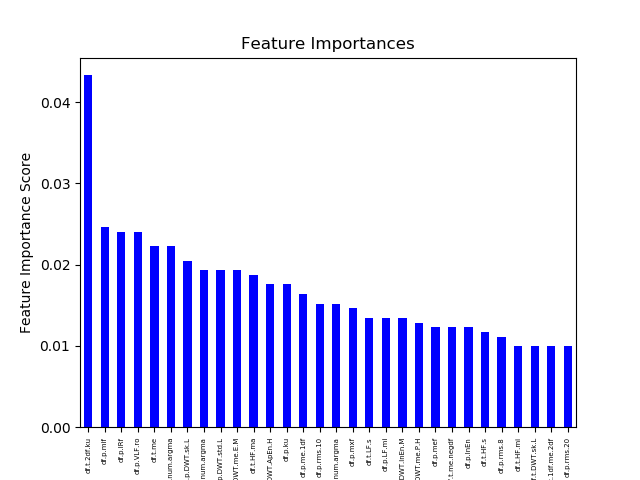 Feature Importances
Feature Importance Score
0.04
0.03
0.02
0.01
0.00
df.t.2df.ku
df.p.mif
df.p.iRf
df.p.VLF.ro
df.t.me
.num.argma
.p.DWT.sk.L
num.argma
p.DWT.std.L
DWT.me.E.M
df.t.HF.ma
DWT.ApEn.H
df.p.ku
df.p.me.1df
df.p.rms.10
num.argma
df.p.mxf
df.t.LF.s
df.p.LF.mi
DWT.InEn.M
DWT.me.P.H
df.p.mef
f.t.me.negdf
df.p.InEn
df.t.HF.s
df.p.rms.8
df.t.HF.mi
f.t.DWT.sk.L
.1df.me.2df
df.p.rms.20